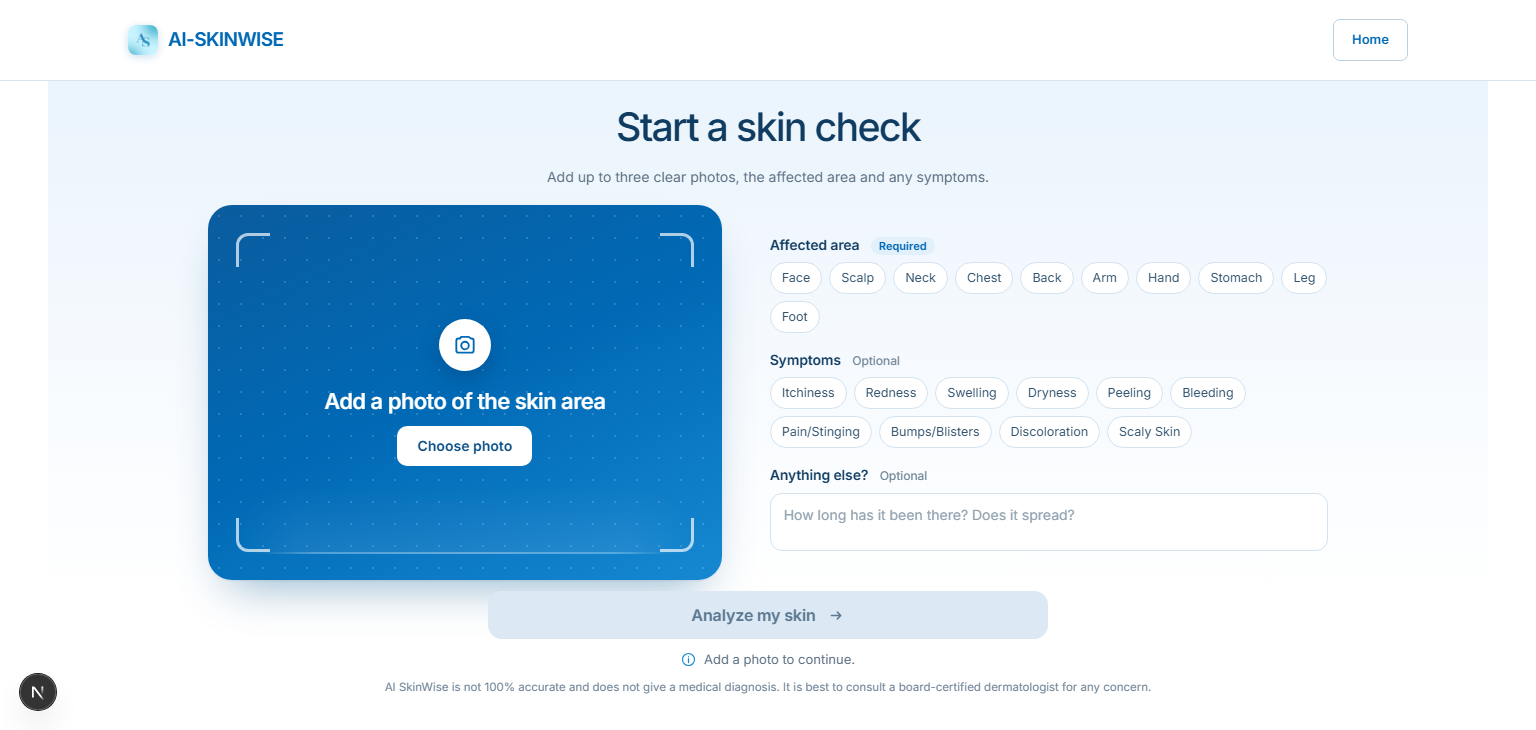 AI-SKINWISE
Home
Start a skin check
Add up to three clear photos, the affected area and any symptoms.
Add a photo of the skin area
Choose photo
Affected area Required
Face Scalp Neck Chest Back Arm Hand Stomach Leg
Foot
Symptoms Optional
Itchiness Redness Swelling Dryness Peeling Bleeding
Pain/Stinging Bumps/Blisters Discoloration Scaly Skin
Anything else? Optional
How long has it been there? Does it spread?
Analyze my skin →
Add a photo to continue.
AI SkinWise is not 100% accurate and does not give a medical diagnosis. It is best to consult a board-certified dermatologist for any concern.
N